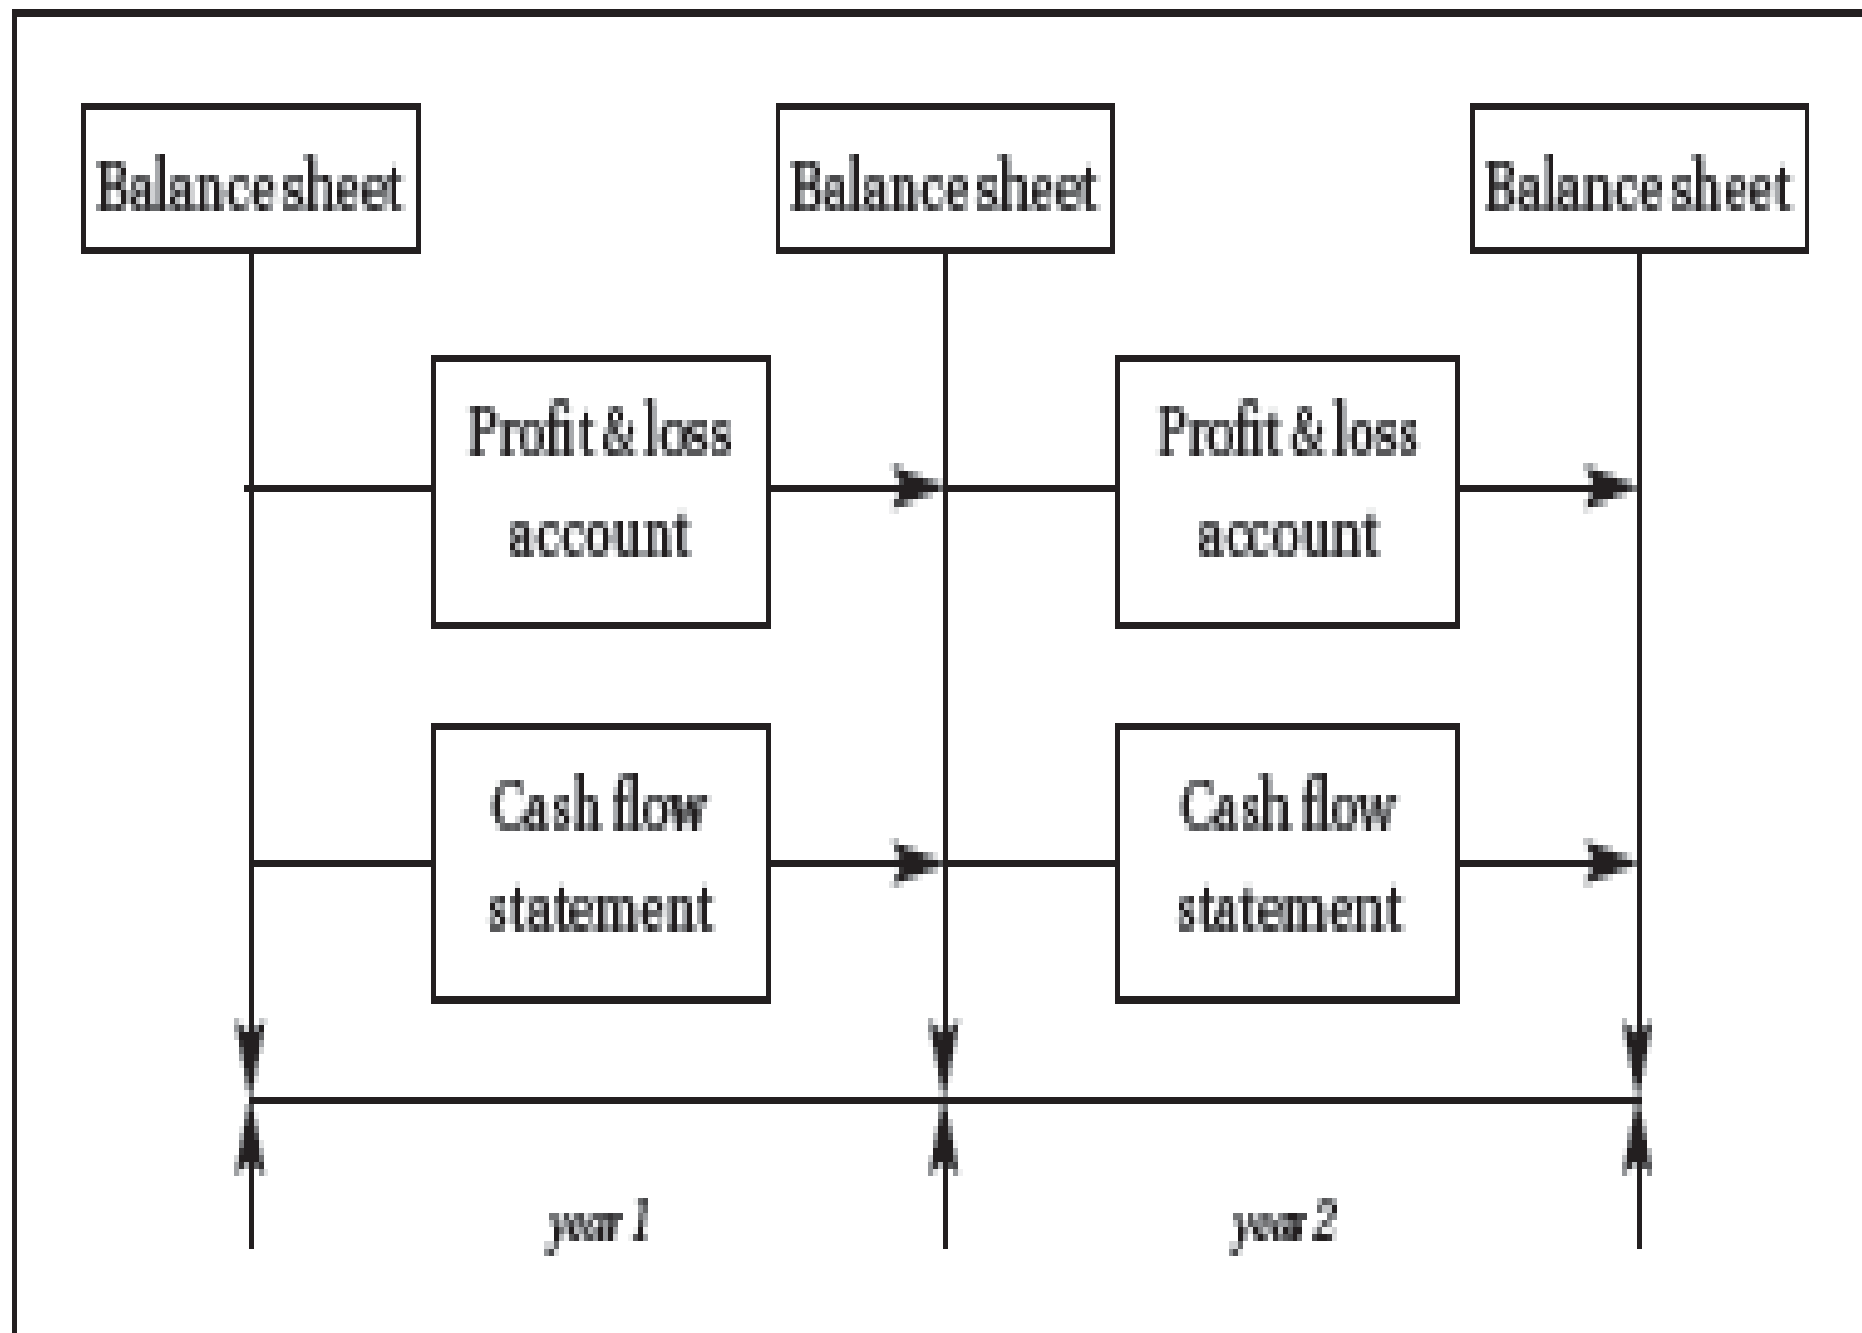 Balance sheet
Balance sheet
Balance sheet
Profit & loss
account
Profit & loss
account
Cash flow
statement
Cash flow
statement
year 1
year 2